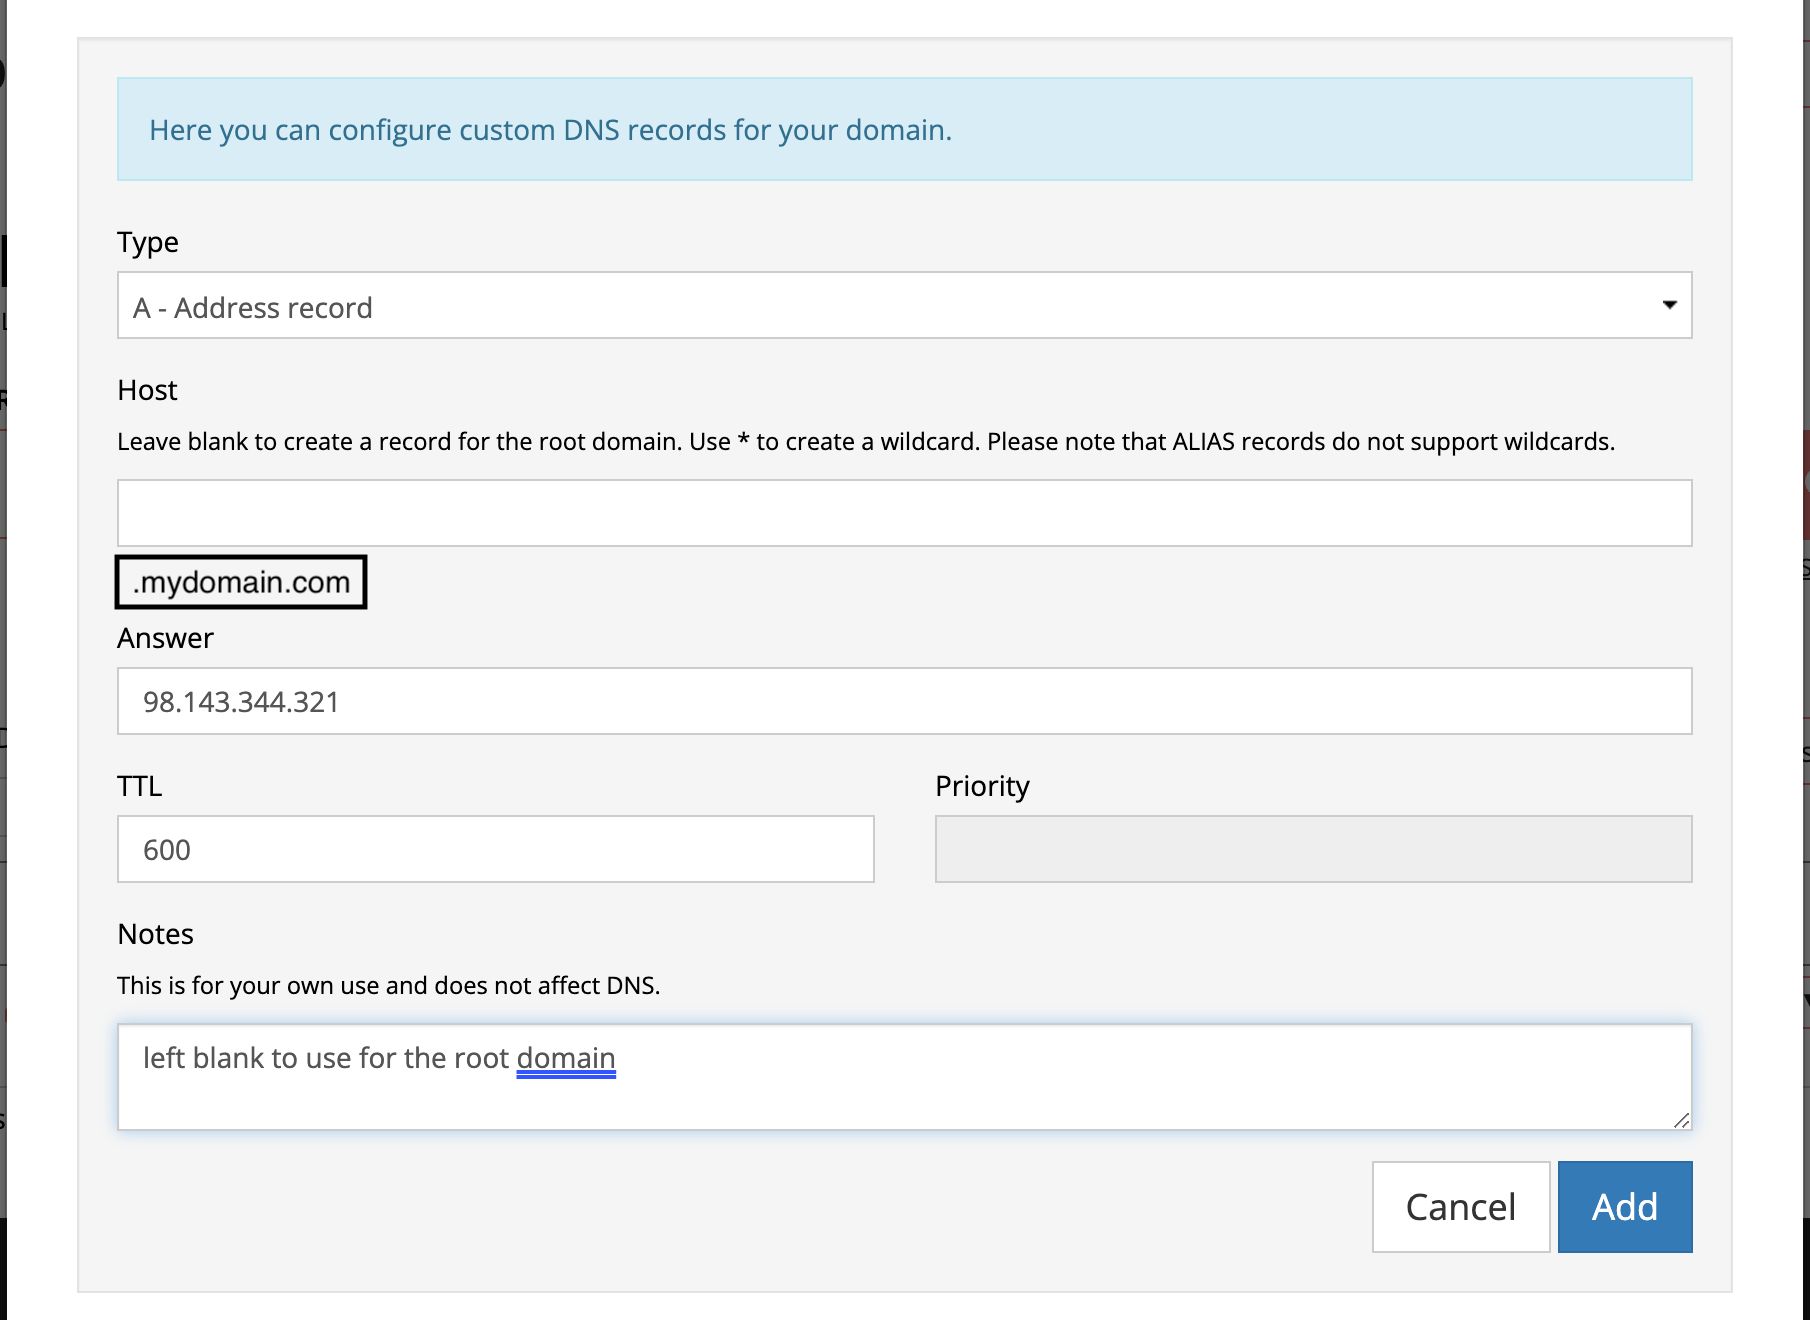 Here you can configure custom DNS records for your domain.
Type
A - Address record
Host
Leave blank to create a record for the root domain. Use * to create a wildcard. Please note that ALIAS records do not support wildcards.
.mydomain.com
Answer
98.143.344.321
TTL
Priority
600
Notes
This is for your own use and does not affect DNS.
left blank to use for the root domain
Cancel
Add